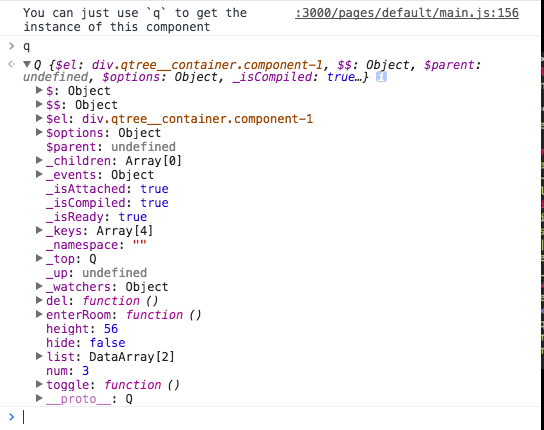 You can just use `q` to get the :3000/pages/default/main.js:156
instance of this component
q
Q {$el: div.qtree__container.component-1, $$: Object, $parent:
undefined, $options: Object, _isCompiled: true…}
$: Object
$$: Object
$el: div.qtree__container.component-1
$options: Object
$parent: undefined
_children: Array[0]
_events: Object
_isAttached: true
_isCompiled: true
_isReady: true
_keys: Array[4]
_namespace: ""
_top: Q
_up: undefined
_watchers: Object
del: function ()
enterRoom: function ()
height: 56
hide: false
list: DataArray[2]
num: 3
toggle: function ()
__proto__: Q